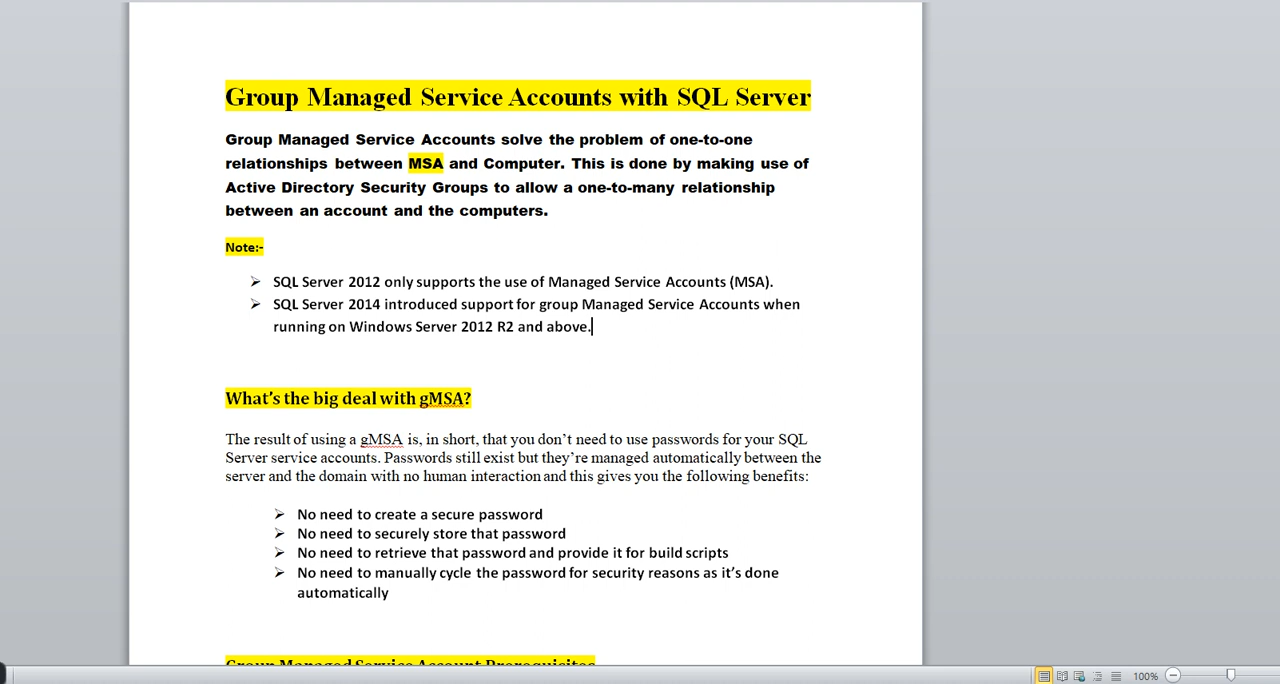 Group Managed Service Accounts with SQL Server
Group Managed Service Accounts solve the problem of one-to-one
relationships between MSA and Computer. This is done by making use of
Active Directory Security Groups to allow a one-to-many relationship
between an account and the computers.
Note:-
➢ SQL Server 2012 only supports the use of Managed Service Accounts (MSA).
➢ SQL Server 2014 introduced support for group Managed Service Accounts when
running on Windows Server 2012 R2 and above.
What's the big deal with gMSA?
The result of using a gMSA is, in short, that you don't need to use passwords for your SQL
Server service accounts. Passwords still exist but they're managed automatically between the
server and the domain with no human interaction and this gives you the following benefits:
➢ No need to create a secure password
➢ No need to securely store that password
➢ No need to retrieve that password and provide it for build scripts
➢ No need to manually cycle the password for security reasons as it's done
automatically
Group Managed Service Account Prerequisites
100%